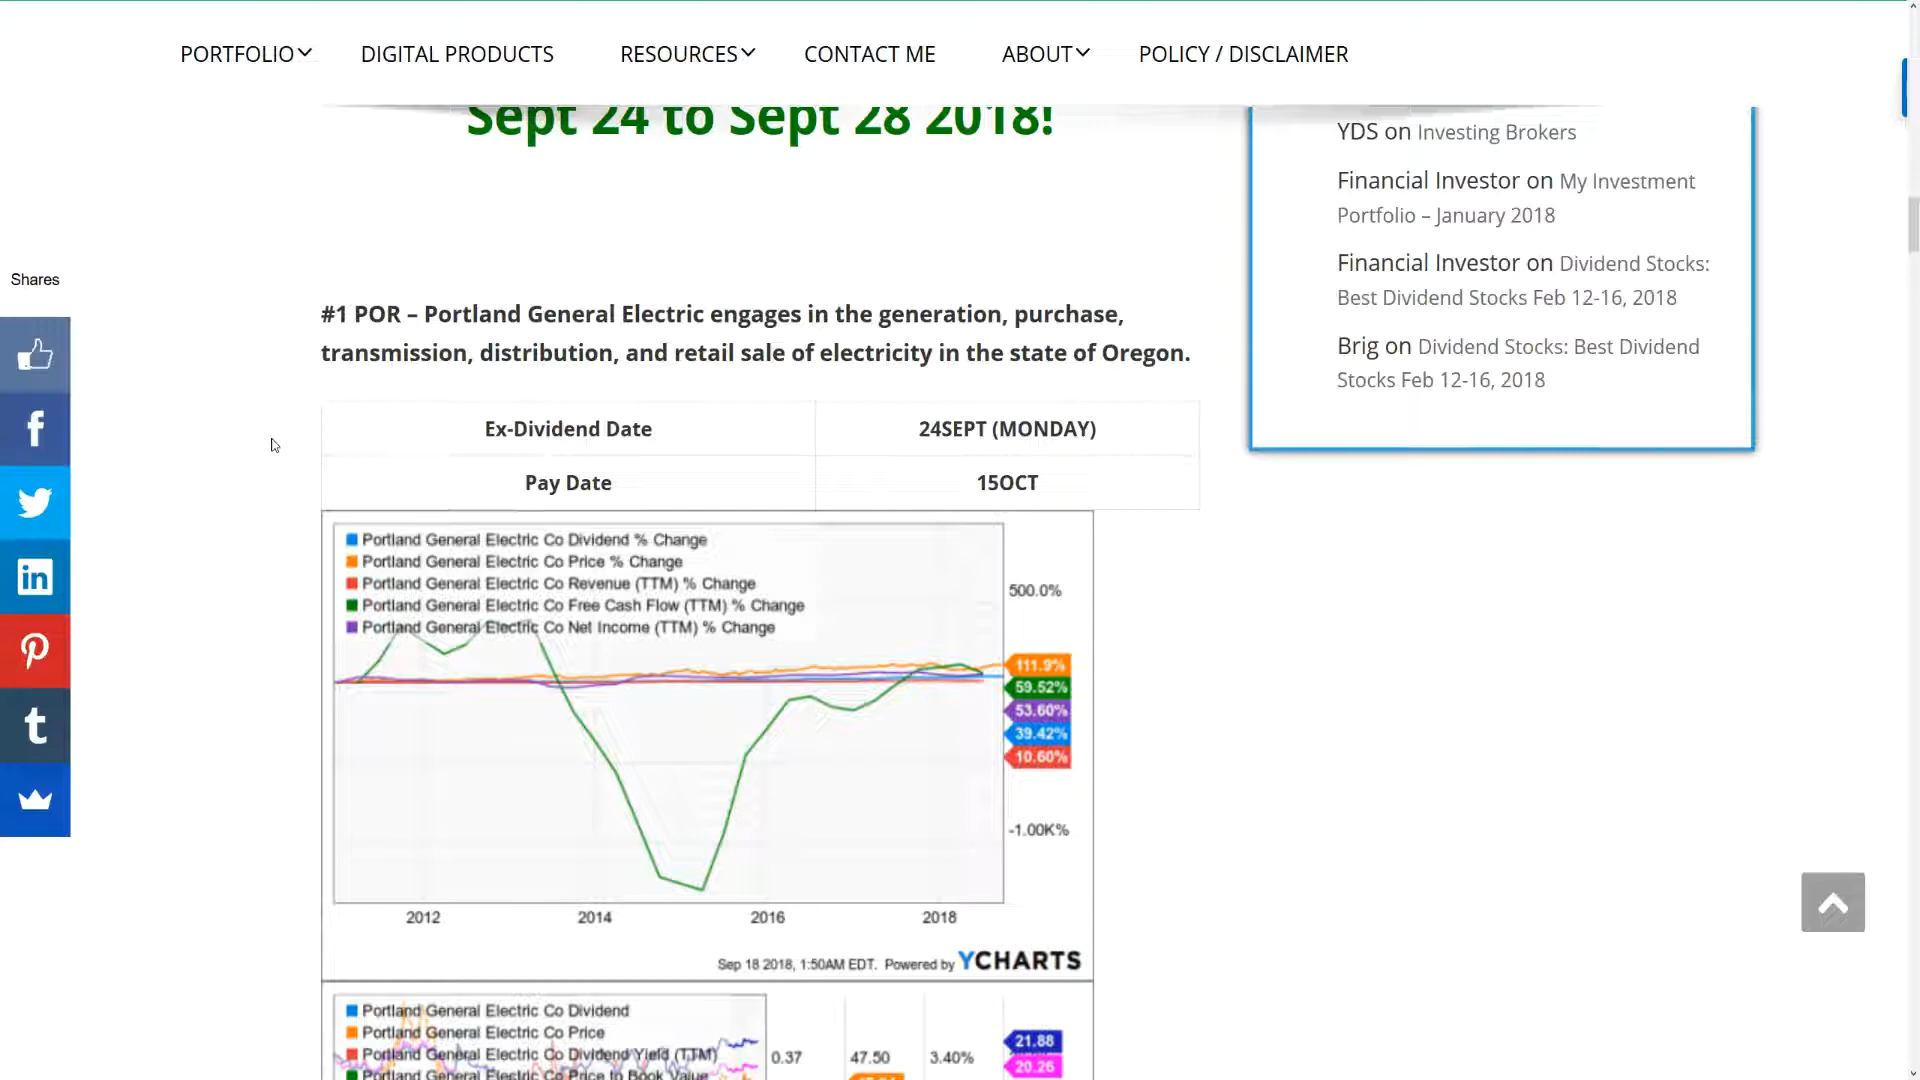 PORTFOLIO
DIGITAL PRODUCTS
RESOURCES
CONTACT ME
ABOUT
POLICY / DISCLAIMER
Sept 24 to Sept 28 2018!
YDS on Investing Brokers
Financial Investor on My Investment
Portfolio – January 2018
Financial Investor on Dividend Stocks:
Best Dividend Stocks Feb 12-16, 2018
Brig on Dividend Stocks: Best Dividend
Stocks Feb 12-16, 2018
Shares
#1 POR – Portland General Electric engages in the generation, purchase,
transmission, distribution, and retail sale of electricity in the state of Oregon.
Ex-Dividend Date
24SEPT (MONDAY)
Pay Date
15OCT
Portland General Electric Co Dividend % Change
Portland General Electric Co Price % Change
Portland General Electric Co Revenue (TTM) % Change
Portland General Electric Co Free Cash Flow (TTM) % Change
Portland General Electric Co Net Income (TTM) % Change
500.0%
111.9%
59.52%
53.60%
39.42%
10.60%
-1.00K%
2012
2014
2016
2018
Sep 18 2018, 1:50AM EDT. Powered by YCHARTS
Portland General Electric Co Dividend
Portland General Electric Co Price
Portland General Electric Co Dividend Yield (TTM)
Portland General Electric Co Price to Book Value
0.37
47.50
3.40%
21.88
20.26